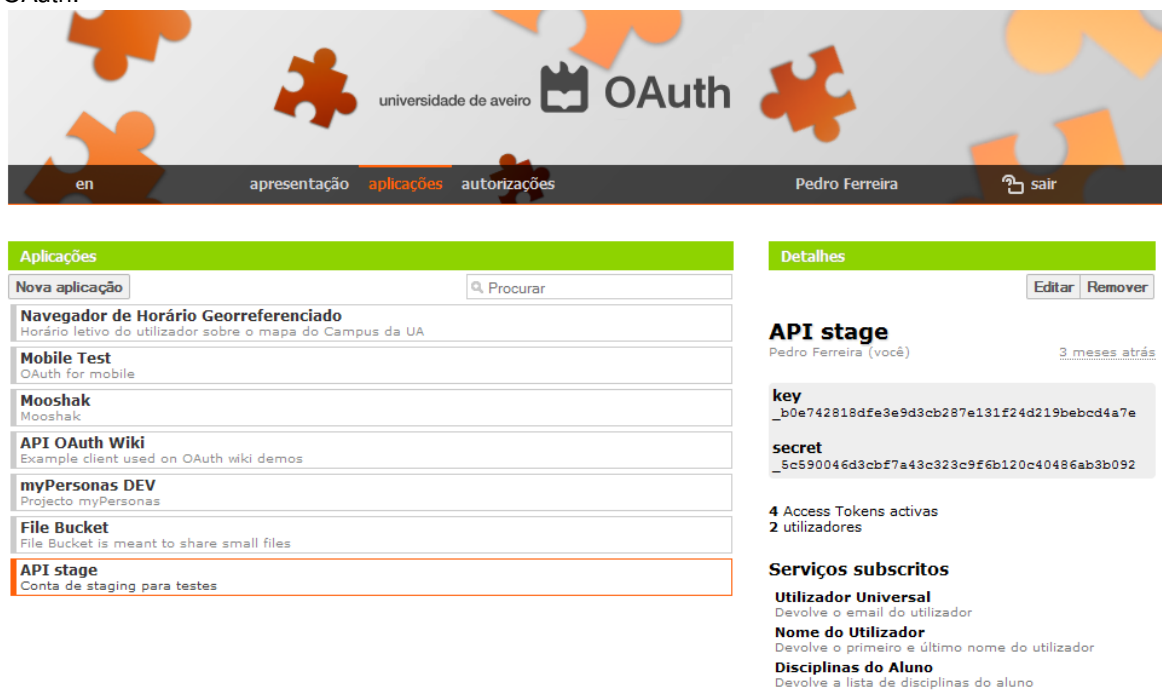 OAuth.
universidade de aveiro OAuth
en apresentação aplicações autorizações Pedro Ferreira sair
Aplicações
Nova aplicação Procurar
Navegador de Horário Georreferenciado
Horário letivo do utilizador sobre o mapa do Campus da UA
Mobile Test
OAuth for mobile
Mooshak
Mooshak
API OAuth Wiki
Example client used on OAuth wiki demos
myPersonas DEV
Projecto myPersonas
File Bucket
File Bucket is meant to share small files
API stage
Conta de staging para testes
Detalhes
Editar Remover
API stage
Pedro Ferreira (você) 3 meses atrás
key
_b0e742818dfe3e9d3cb287e131f24d219bebcd4a7e
secret
_5c590046d3cbf7a43c323c9f6b120c40486ab3b092
4 Access Tokens activas
2 utilizadores
Serviços subscritos
Utilizador Universal
Devolve o email do utilizador
Nome do Utilizador
Devolve o primeiro e último nome do utilizador
Disciplinas do Aluno
Devolve a lista de disciplinas do aluno